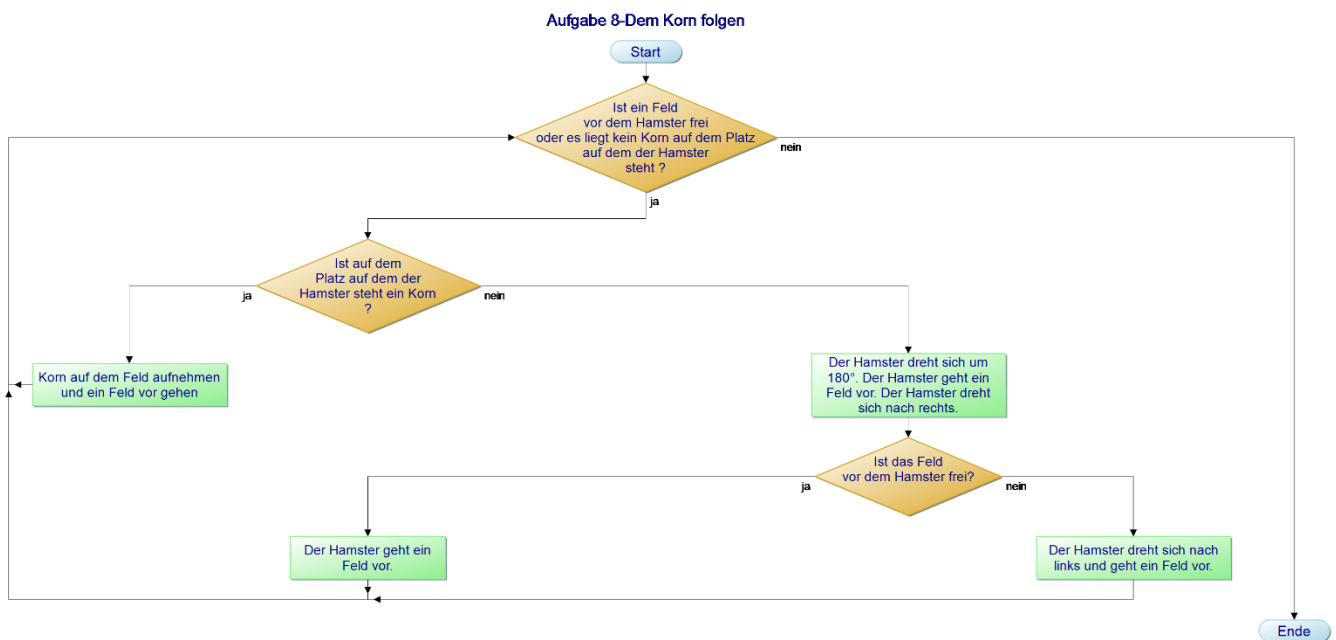 Aufgabe 8-Dem Korn folgen
Start
Ist ein Feld
vor dem Hamster frei
oder es liegt kein Korn auf dem Platz
auf dem der Hamster
steht ?
nein
ja
Ist auf dem
Platz auf dem der
Hamster steht ein Korn
?
ja
nein
Korn auf dem Feld aufnehmen
und ein Feld vor gehen
Der Hamster dreht sich um
180°. Der Hamster geht ein
Feld vor. Der Hamster dreht
sich nach rechts.
Ist das Feld
vor dem Hamster frei?
ja
nein
Der Hamster geht ein
Feld vor.
Der Hamster dreht sich nach
links und geht ein Feld vor.
Ende